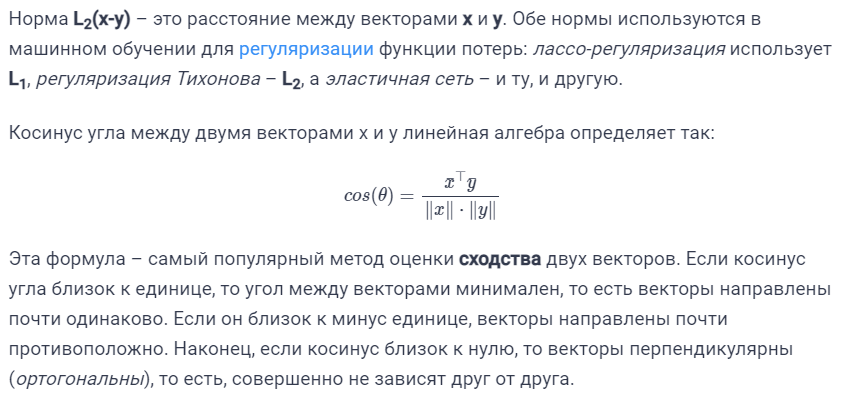 Норма L₂(x-y) – это расстояние между векторами x и y. Обе нормы используются в
машинном обучении для регуляризации функции потерь: лассо-регуляризация использует
L₁, регуляризация Тихонова – L₂, а эластичная сеть – и ту, и другую.
Косинус угла между двумя векторами x и y линейная алгебра определяет так:
cos(θ) = x̄^⊤ȳ / ‖x‖ · ‖y‖
Эта формула – самый популярный метод оценки сходства двух векторов. Если косинус
угла близок к единице, то угол между векторами минимален, то есть векторы направлены
почти одинаково. Если он близок к минус единице, векторы направлены почти
противоположно. Наконец, если косинус близок к нулю, то векторы перпендикулярны
(ортогональны), то есть, совершенно не зависят друг от друга.